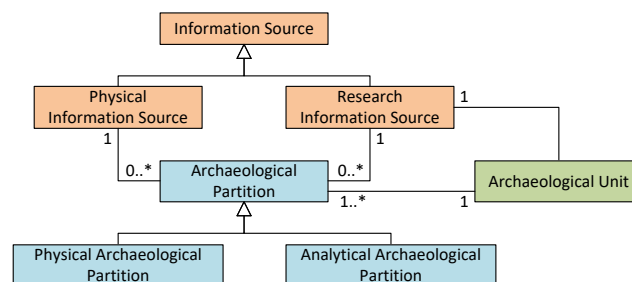 Information Source
Physical
Information Source
Research
Information Source
1
1
1
0..*
0..*
Archaeological
Partition
Archaeological Unit
1..*
1
Physical Archaeological
Partition
Analytical Archaeological
Partition